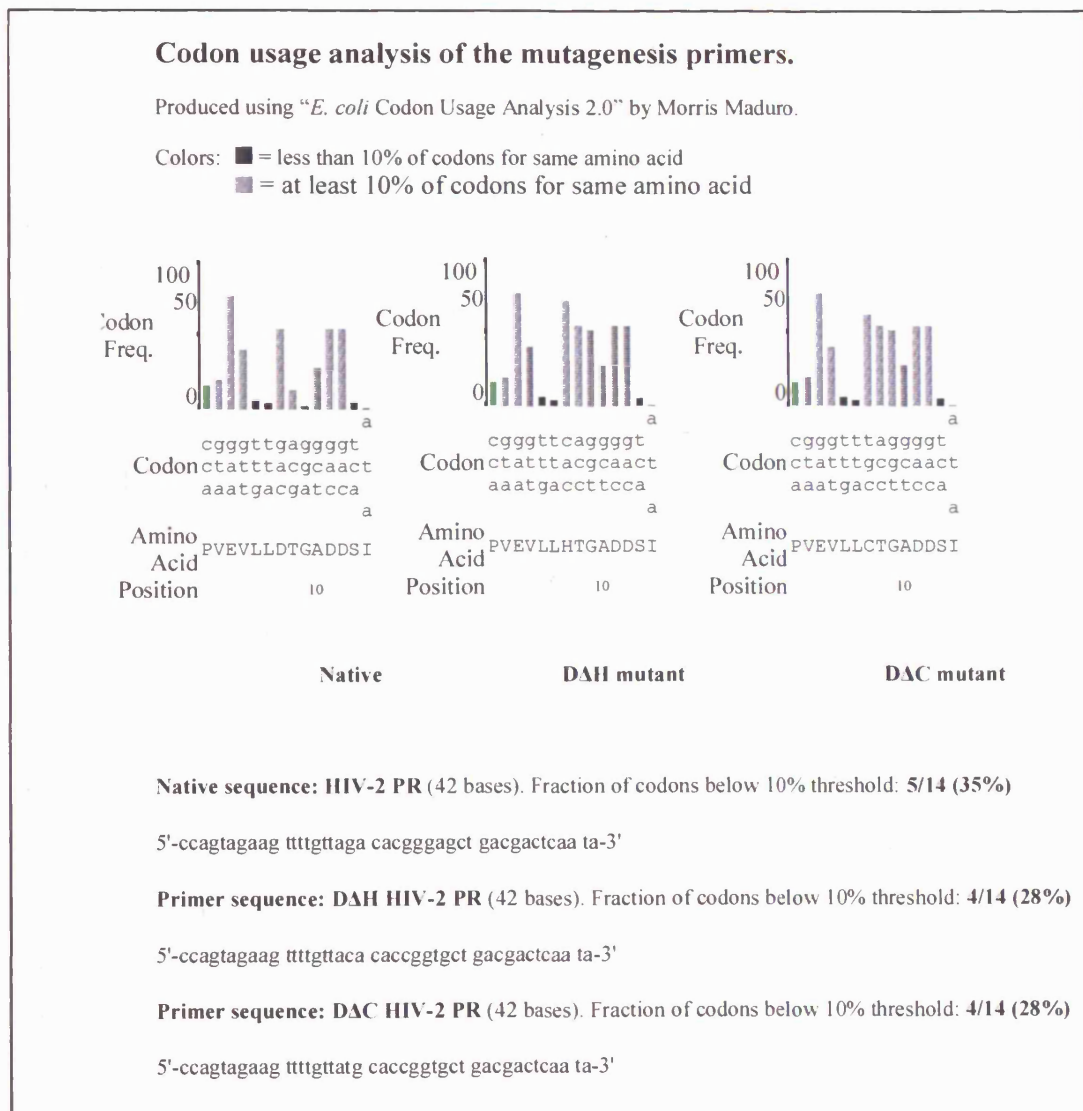 Codon usage analysis of the mutagenesis primers.
Produced using “E. coli Codon Usage Analysis 2.0” by Morris Maduro.
Colors: ■ = less than 10% of codons for same amino acid
■ = at least 10% of codons for same amino acid
100
50
odon
Freq.
0
a
cgggttgaggggt
Codon ctatttacgcaact
aaatgacgatcca
a
Amino
Acid PVEVLLDTGADDSI
Position 10
100
50
Codon
Freq.
0
a
cgggttcaggggt
Codon ctatttacgcaact
aaatgaccttcca
a
Amino
Acid PVEVLLHTGADDSI
Position 10
100
50
Codon
Freq.
0
a
cgggtttaggggt
Codon ctatttgcgcaact
aaatgaccttcca
a
Amino
Acid PVEVLLCTGADDSI
Position 10
Native DΔH mutant DΔC mutant
Native sequence: HIV-2 PR (42 bases). Fraction of codons below 10% threshold: 5/14 (35%)
5'-ccagtagaag ttttgttaga cacgggagct gacgactcaa ta-3'
Primer sequence: DΔH HIV-2 PR (42 bases). Fraction of codons below 10% threshold: 4/14 (28%)
5'-ccagtagaag ttttgttaca caccggtgct gacgactcaa ta-3'
Primer sequence: DΔC HIV-2 PR (42 bases). Fraction of codons below 10% threshold: 4/14 (28%)
5'-ccagtagaag ttttgttatg caccggtgct gacgactcaa ta-3'